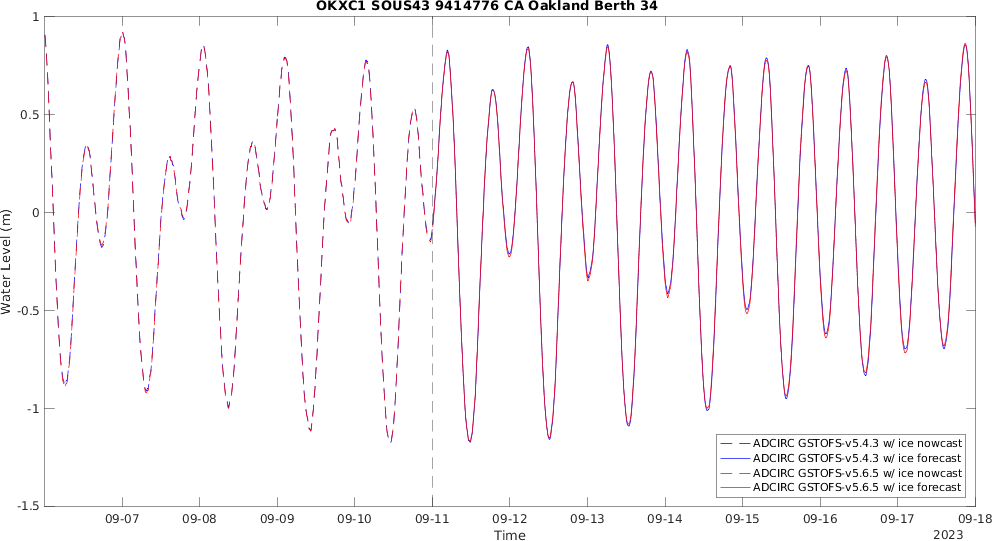 OKXC1 SOUS43 9414776 CA Oakland Berth 34
1
0.5
0
-0.5
-1
-1.5
Water Level (m)
ADCIRC GSTOFS-v5.4.3 w/ ice nowcast
ADCIRC GSTOFS-v5.4.3 w/ ice forecast
ADCIRC GSTOFS-v5.6.5 w/ ice nowcast
ADCIRC GSTOFS-v5.6.5 w/ ice forecast
09-07 09-08 09-09 09-10 09-11 09-12 09-13 09-14 09-15 09-16 09-17 09-18
Time
2023